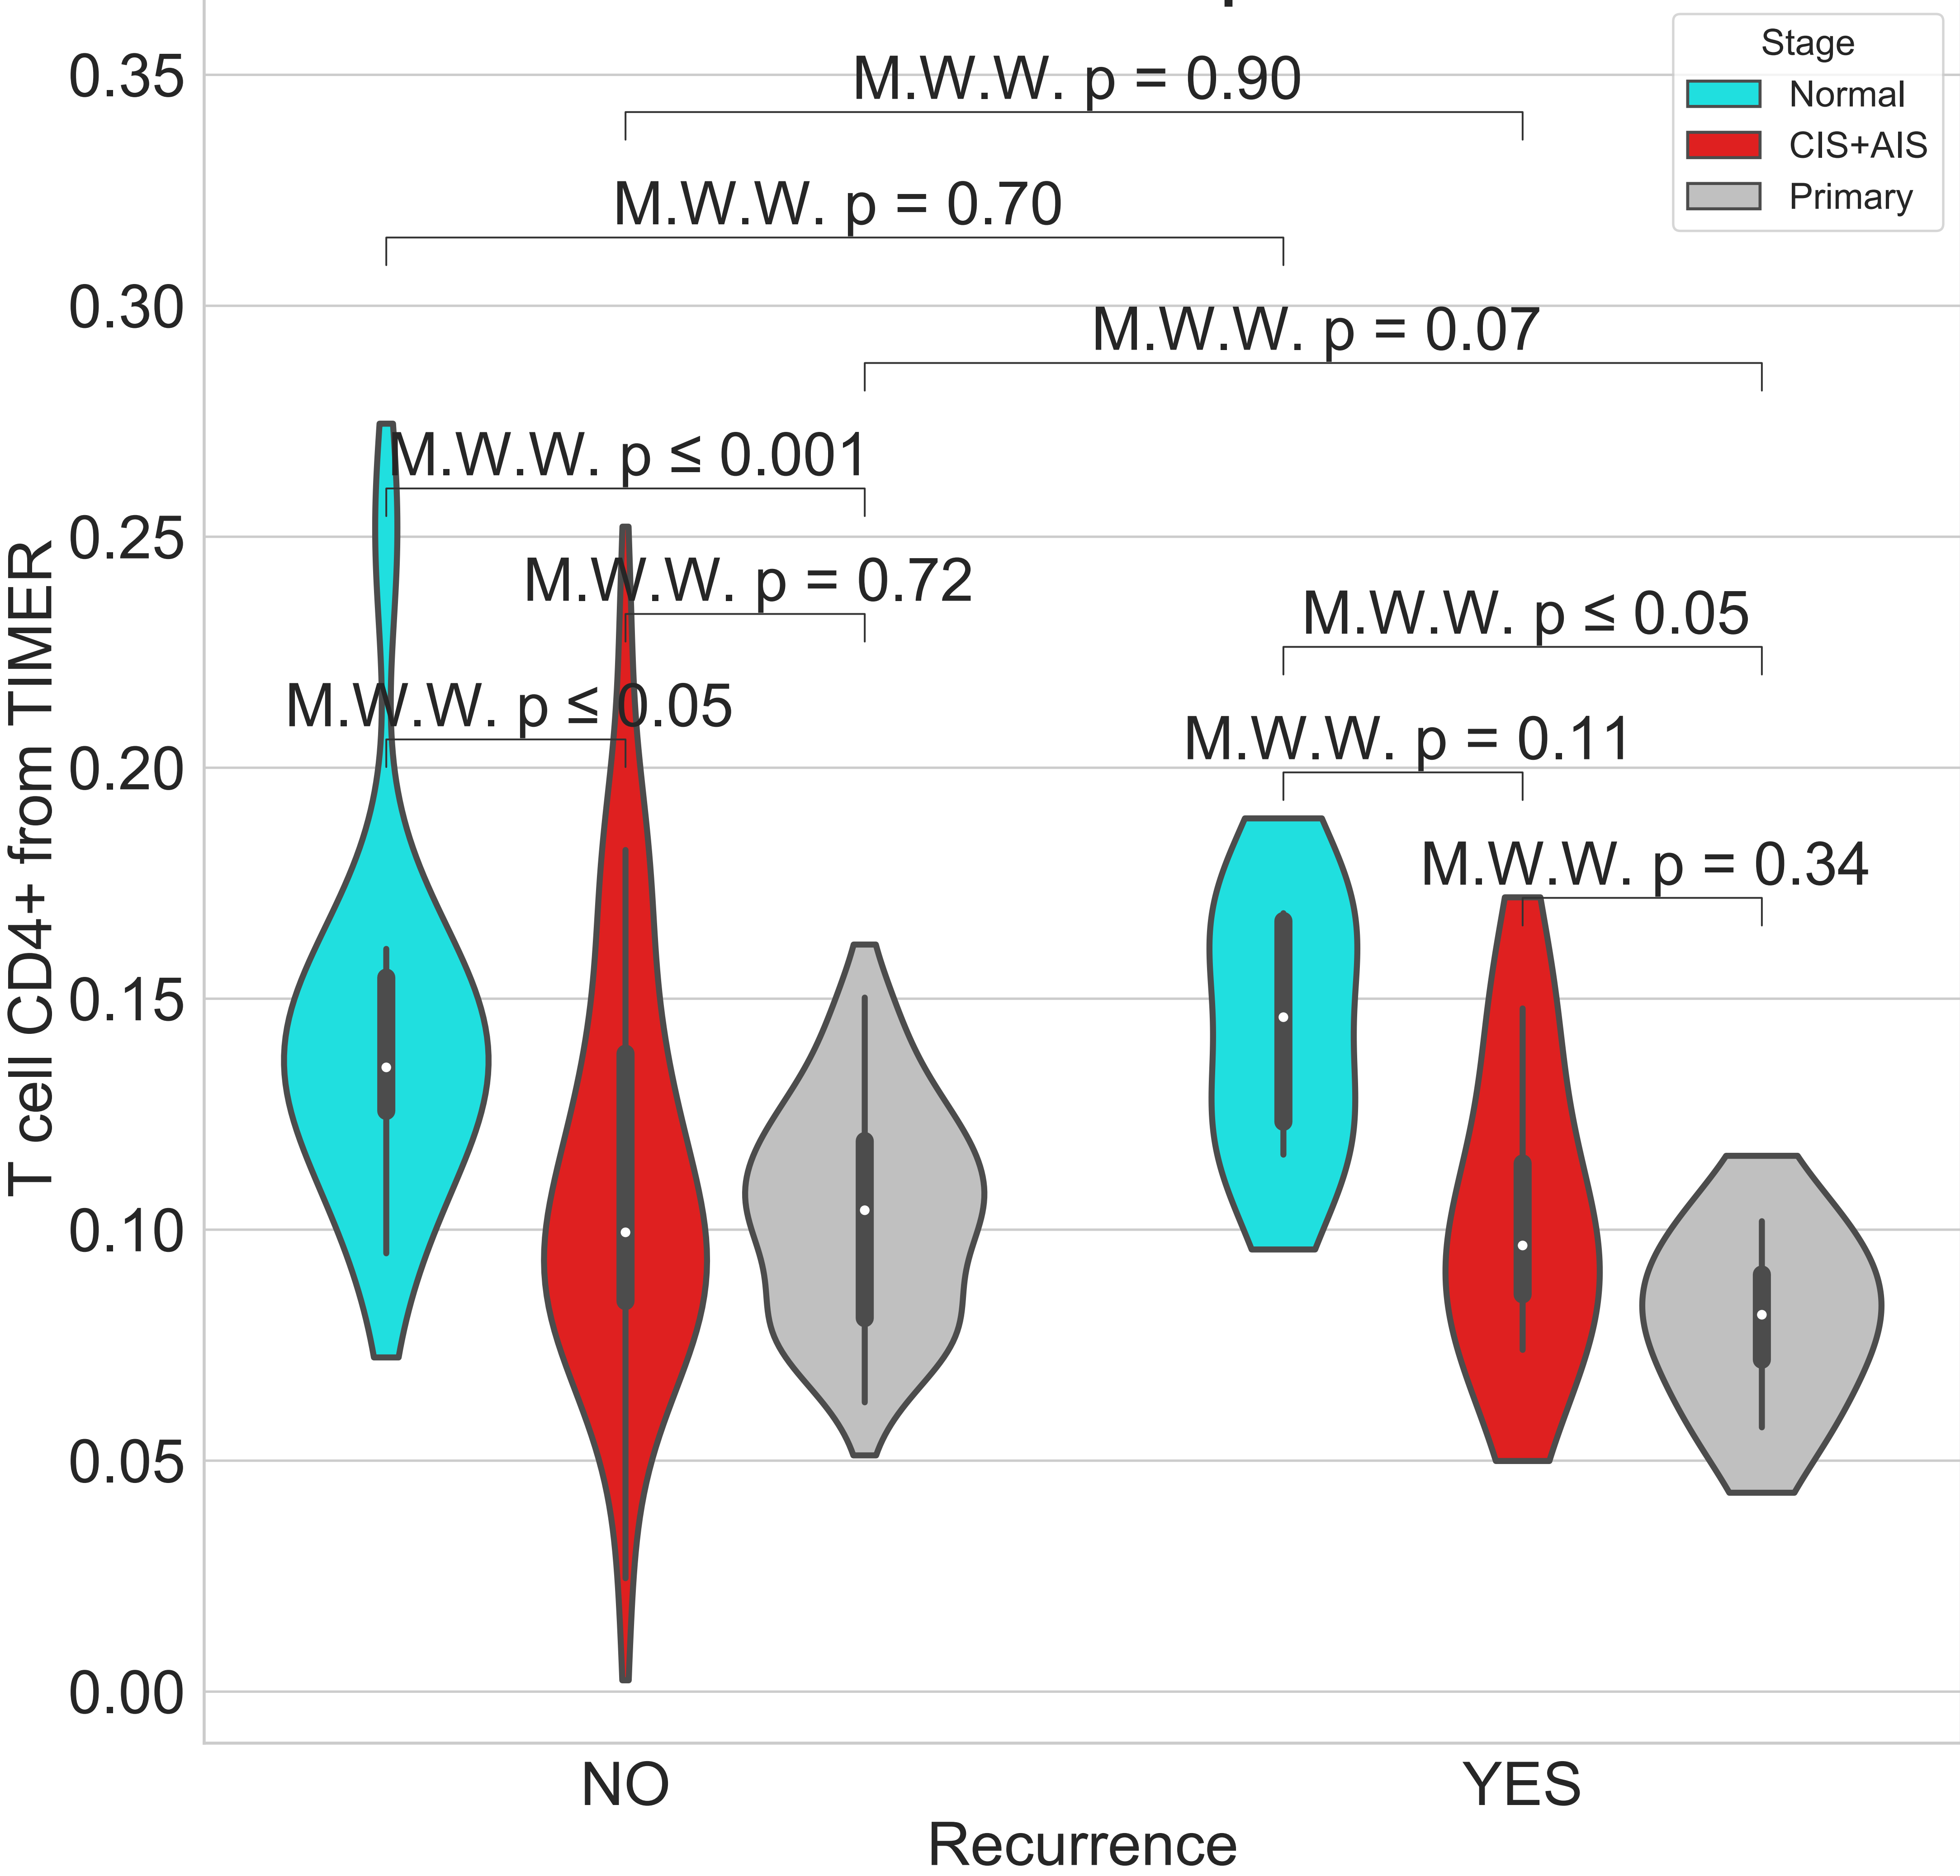 Stage
Normal
CIS+AIS
Primary
M.W.W. p = 0.90
M.W.W. p = 0.70
M.W.W. p = 0.07
M.W.W. p ≤ 0.001
M.W.W. p = 0.72
M.W.W. p ≤ 0.05
M.W.W. p ≤ 0.05
M.W.W. p = 0.11
M.W.W. p = 0.34
T cell CD4+ from TIMER
0.35
0.30
0.25
0.20
0.15
0.10
0.05
0.00
NO
YES
Recurrence